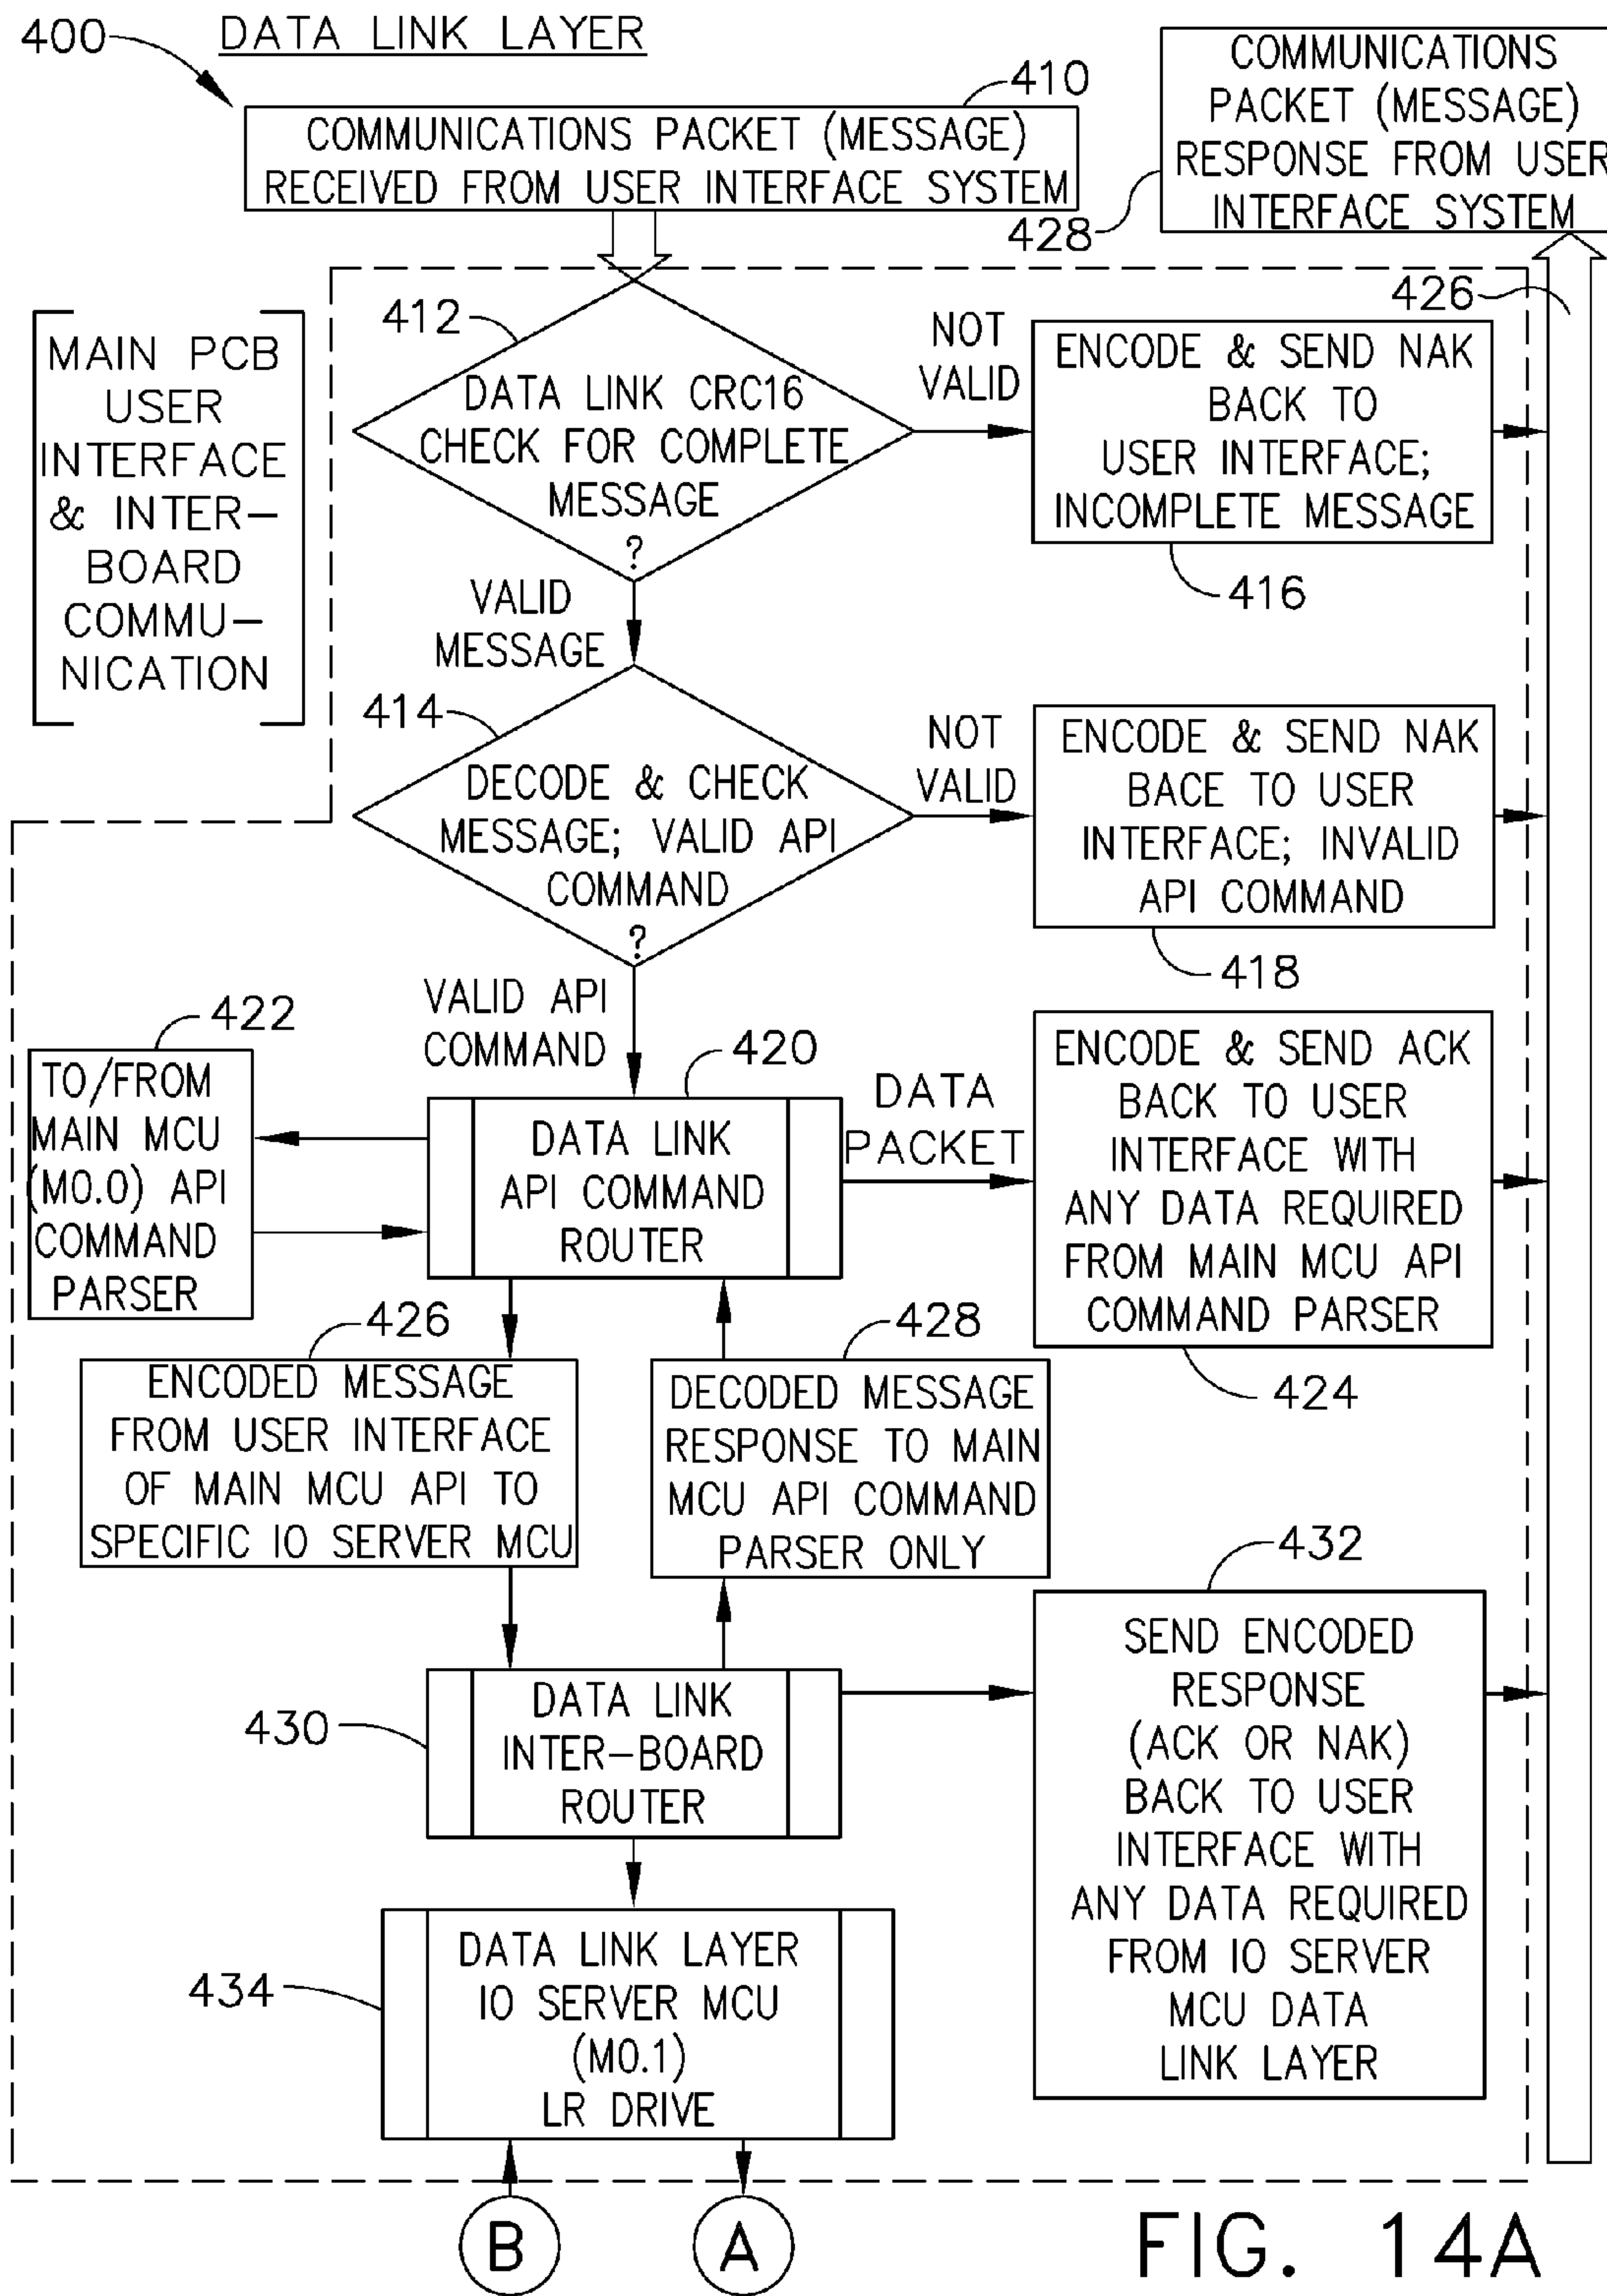 400
DATA LINK LAYER
410
COMMUNICATIONS PACKET (MESSAGE)
RECEIVED FROM USER INTERFACE SYSTEM
COMMUNICATIONS
PACKET (MESSAGE)
RESPONSE FROM USER
INTERFACE SYSTEM
428
426
MAIN PCB
USER
INTERFACE
& INTER-
BOARD
COMMU-
NICATION
412
DATA LINK CRC16
CHECK FOR COMPLETE
MESSAGE
?
NOT
VALID
ENCODE & SEND NAK
BACK TO
USER INTERFACE;
INCOMPLETE MESSAGE
416
VALID
MESSAGE
414
DECODE & CHECK
MESSAGE; VALID API
COMMAND
?
NOT
VALID
ENCODE & SEND NAK
BACE TO USER
INTERFACE; INVALID
API COMMAND
418
VALID API
COMMAND
422
TO/FROM
MAIN MCU
(M0.0) API
COMMAND
PARSER
420
DATA LINK
API COMMAND
ROUTER
DATA
PACKET
ENCODE & SEND ACK
BACK TO USER
INTERFACE WITH
ANY DATA REQUIRED
FROM MAIN MCU API
COMMAND PARSER
424
426
ENCODED MESSAGE
FROM USER INTERFACE
OF MAIN MCU API TO
SPECIFIC IO SERVER MCU
428
DECODED MESSAGE
RESPONSE TO MAIN
MCU API COMMAND
PARSER ONLY
430
DATA LINK
INTER-BOARD
ROUTER
432
SEND ENCODED
RESPONSE
(ACK OR NAK)
BACK TO USER
INTERFACE WITH
ANY DATA REQUIRED
FROM IO SERVER
MCU DATA
LINK LAYER
434
DATA LINK LAYER
IO SERVER MCU
(M0.1)
LR DRIVE
B
A
FIG. 14A